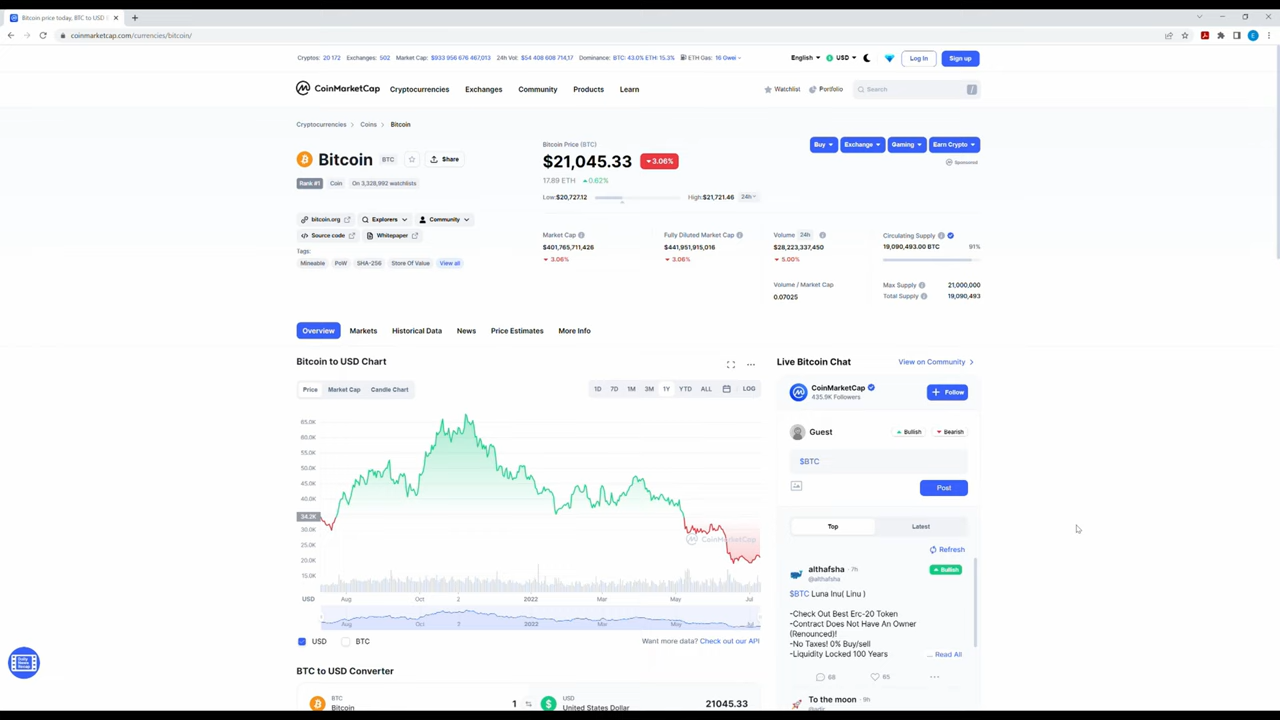 Bitcoin price today, BTC to USD
coinmarketcap.com/currencies/bitcoin/
Cryptos: 20 172 Exchanges: 502 Market Cap: $933 956 676 467,013 24h Vol: $54 408 608 714,17 Dominance: BTC: 43.0% ETH: 15.3% ETH Gas: 16 Gwei
English USD Log In Sign up
CoinMarketCap Cryptocurrencies Exchanges Community Products Learn Watchlist Portfolio Search /
Cryptocurrencies > Coins > Bitcoin
Bitcoin BTC Share
Rank #1 Coin On 3,328,992 watchlists
bitcoin.org Explorers Community
Source code Whitepaper
Tags:
Mineable PoW SHA-256 Store Of Value View all
Bitcoin Price (BTC)
$21,045.33 3.06%
17.89 ETH 0.62%
Low: $20,727.12 High: $21,721.46 24h
Buy Exchange Gaming Earn Crypto
Sponsored
Market Cap
$401,765,711,426
3.06%
Fully Diluted Market Cap
$441,951,915,016
3.06%
Volume 24h
$28,223,337,450
5.00%
Volume / Market Cap
0.07025
Circulating Supply
19,090,493.00 BTC 91%
Max Supply 21,000,000
Total Supply 19,090,493
Overview Markets Historical Data News Price Estimates More Info
Bitcoin to USD Chart
Price Market Cap Candle Chart 1D 7D 1M 3M 1Y YTD ALL LOG
65.0K
60.0K
55.0K
50.0K
45.0K
40.0K
34.2K
30.0K
25.0K
20.0K
15.0K
CoinMarketCap
USD Aug Oct 2022 Mar May Jul
Aug Oct 2022 Mar May
USD BTC Want more data? Check out our API
BTC to USD Converter
BTC
Bitcoin 1
USD
United States Dollar 21045.33
Live Bitcoin Chat View on Community >
CoinMarketCap
435.9K Followers
+ Follow
Guest Bullish Bearish
$BTC
Post
Top Latest
Refresh
althafsha · 7h Bullish
@althafsha
$BTC Luna Inu( Linu )
-Check Out Best Erc-20 Token
-Contract Does Not Have An Owner
(Renounced)!
-No Taxes! 0% Buy/sell
-Liquidity Locked 100 Years ... Read All
68 65
To the moon · 9h